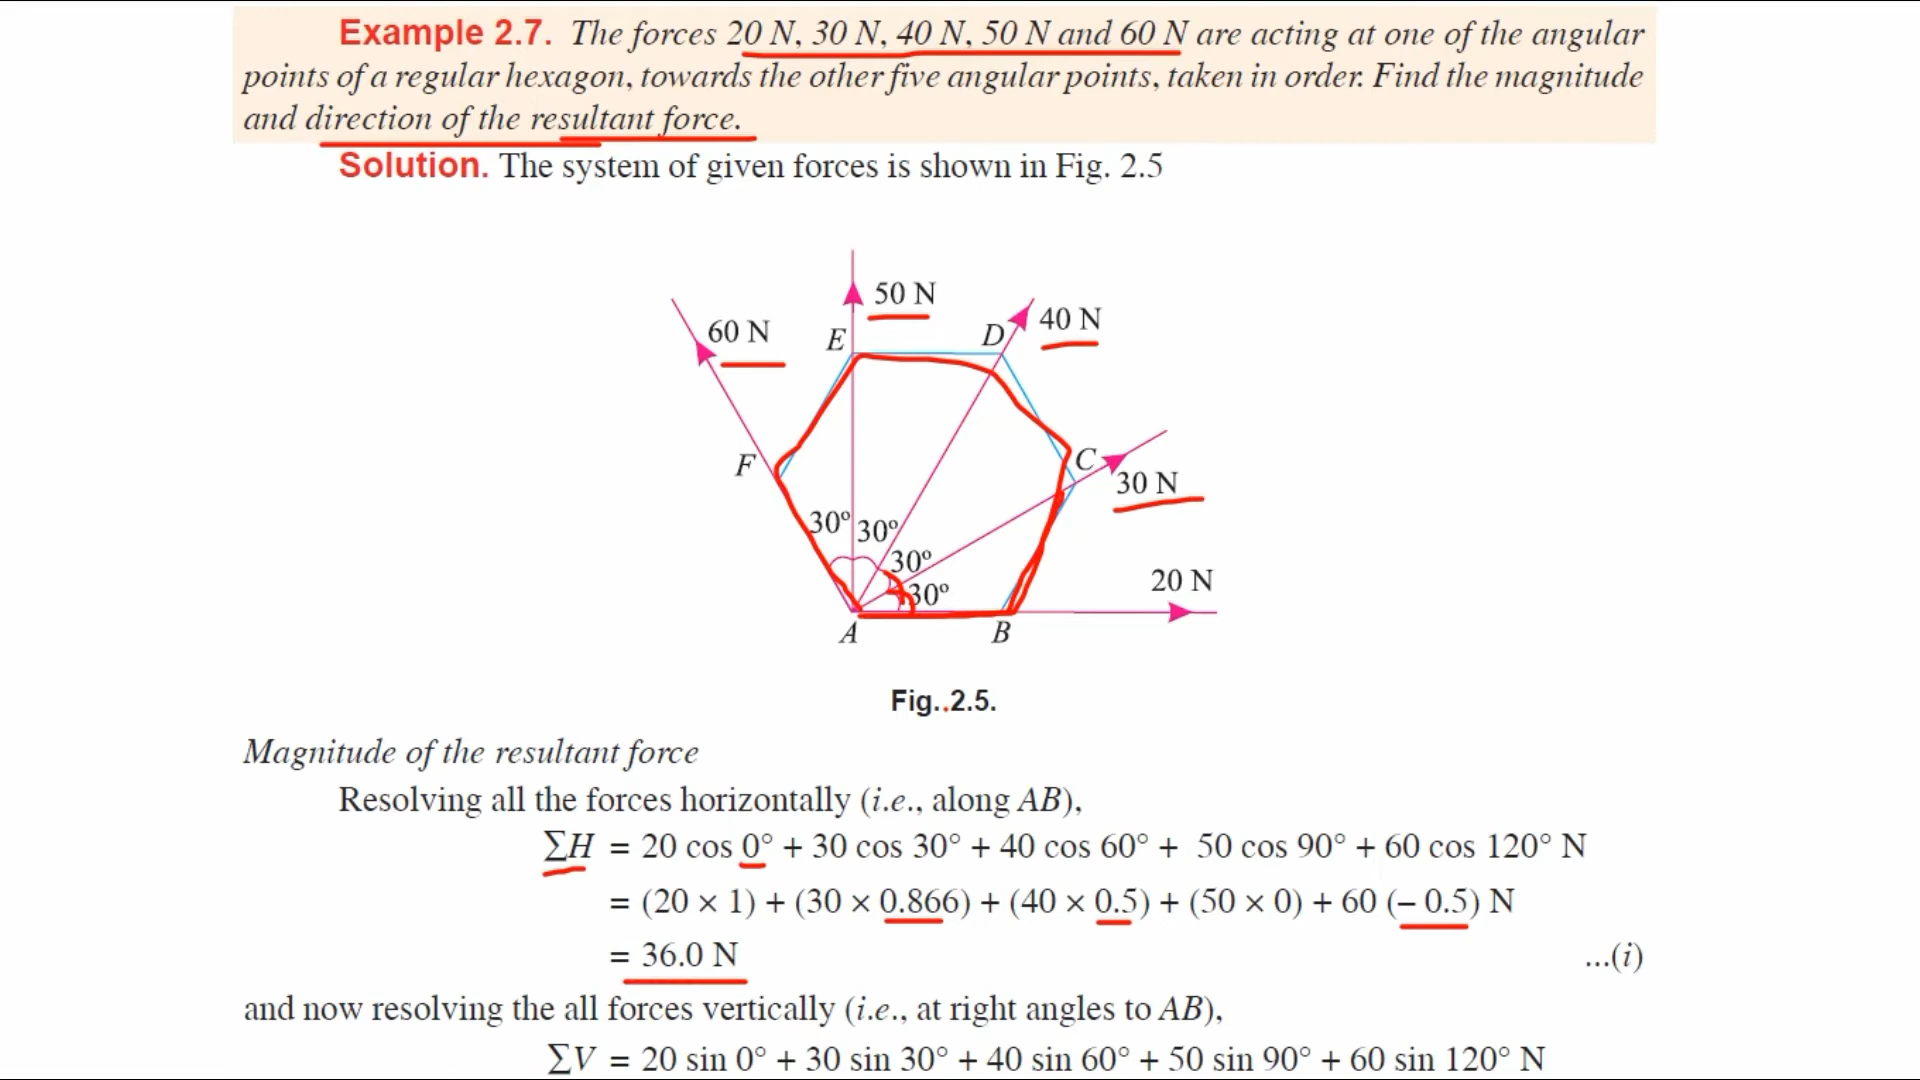 Example 2.7. The forces 20 N, 30 N, 40 N, 50 N and 60 N are acting at one of the angular
points of a regular hexagon, towards the other five angular points, taken in order. Find the magnitude
and direction of the resultant force.
Solution. The system of given forces is shown in Fig. 2.5
50 N
60 N
E
D
40 N
F
C
30 N
30º
30º
30º
30º
20 N
A
B
Fig..2.5.
Magnitude of the resultant force
Resolving all the forces horizontally (i.e., along AB),
∑H = 20 cos 0° + 30 cos 30° + 40 cos 60° + 50 cos 90° + 60 cos 120° N
= (20 × 1) + (30 × 0.866) + (40 × 0.5) + (50 × 0) + 60 (– 0.5) N
= 36.0 N ...(i)
and now resolving the all forces vertically (i.e., at right angles to AB),
∑V = 20 sin 0° + 30 sin 30° + 40 sin 60° + 50 sin 90° + 60 sin 120° N